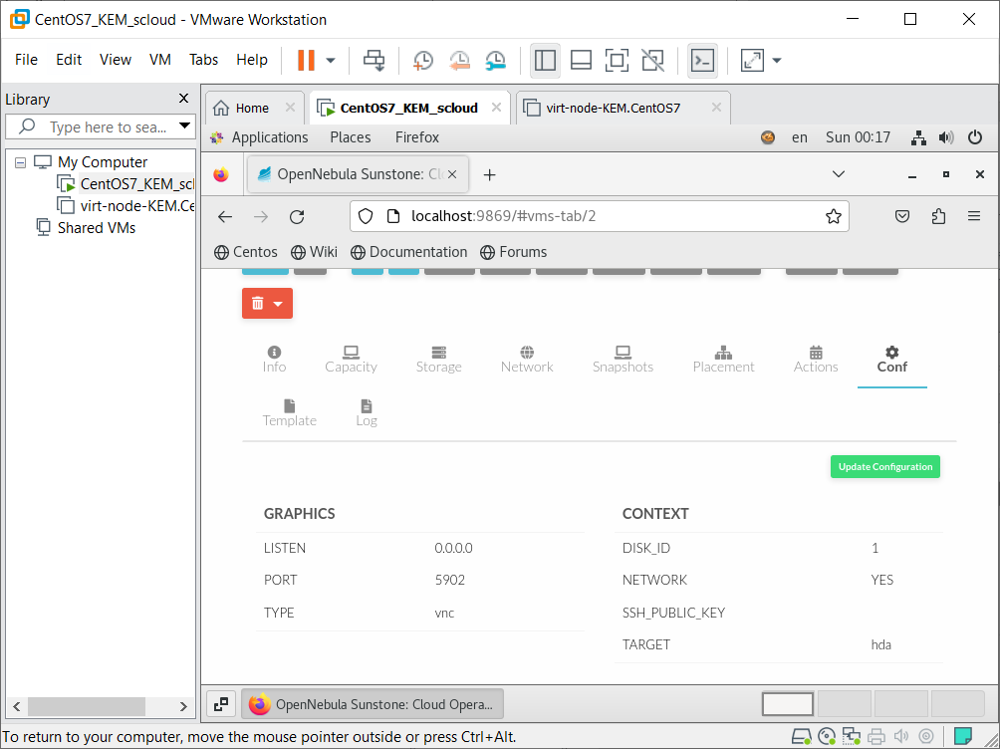 CentOS7_KEM_scloud - VMware Workstation
File Edit View VM Tabs Help
Library
Type here to sea...
My Computer
CentOS7_KEM_scl
virt-node-KEM.Ce
Shared VMs
Home CentOS7_KEM_scloud virt-node-KEM.CentOS7
Applications Places Firefox en Sun 00:17
OpenNebula Sunstone: Cl
localhost:9869/#vms-tab/2
Centos Wiki Documentation Forums
Info Capacity Storage Network Snapshots Placement Actions Conf
Template Log
Update Configuration
GRAPHICS CONTEXT
LISTEN 0.0.0.0 DISK_ID 1
PORT 5902 NETWORK YES
TYPE vnc SSH_PUBLIC_KEY
TARGET hda
OpenNebula Sunstone: Cloud Opera...
To return to your computer, move the mouse pointer outside or press Ctrl+Alt.